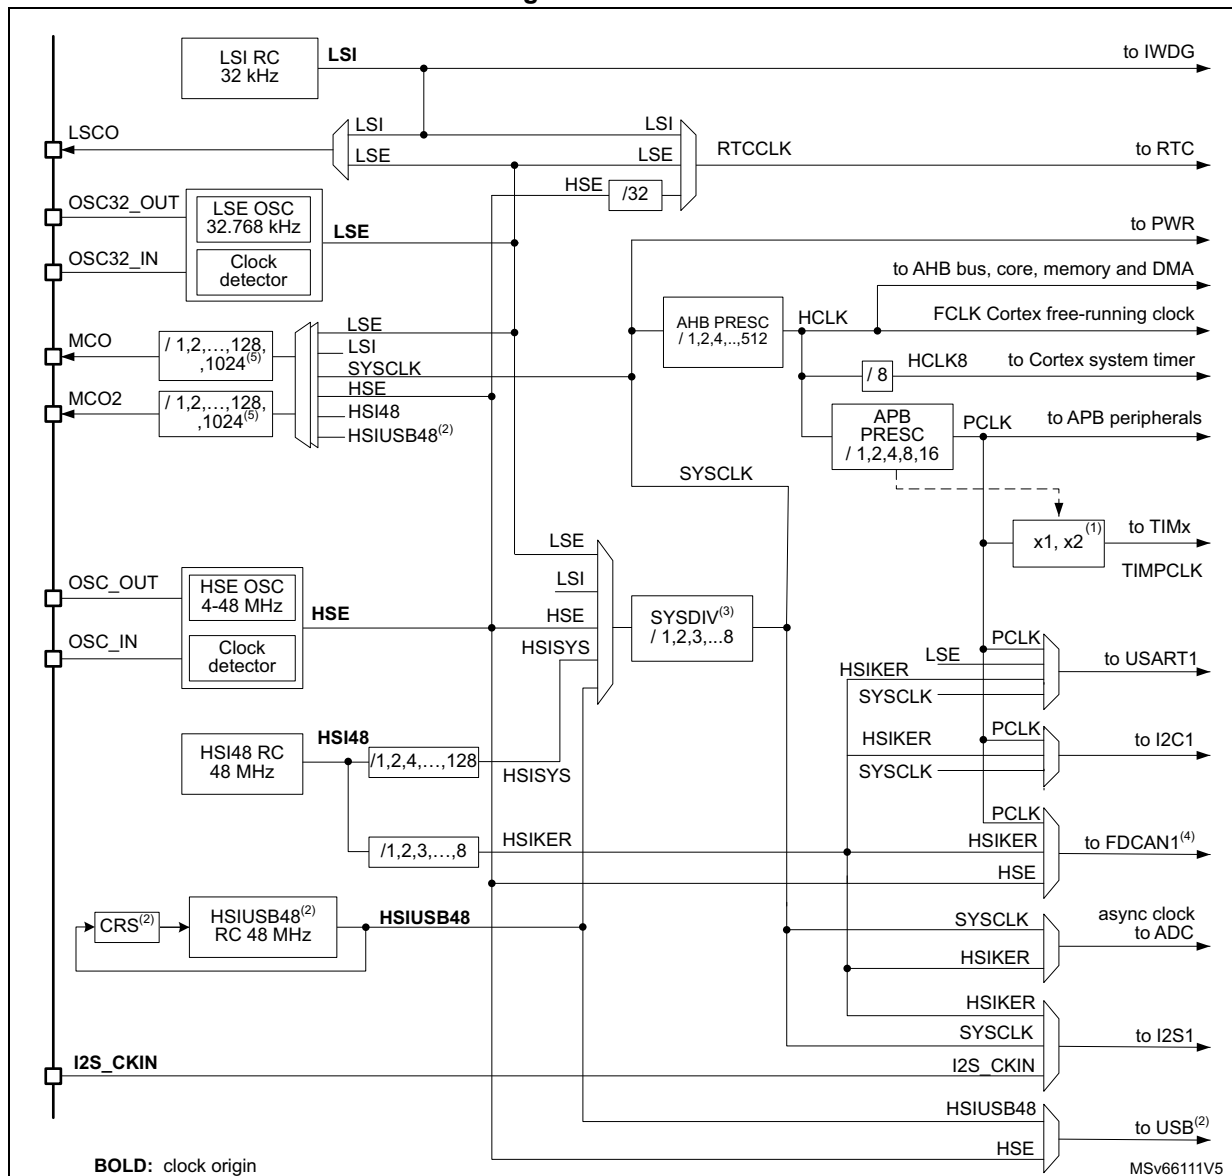 LSI RC
32 kHz
LSI
to IWDG
LSCO
LSI
LSI
LSE
LSE
RTCCLK
to RTC
HSE
/32
OSC32_OUT
LSE OSC
32.768 kHz
LSE
OSC32_IN
Clock
detector
to PWR
to AHB bus, core, memory and DMA
AHB PRESC
/ 1,2,4,..,512
HCLK
FCLK Cortex free-running clock
MCO
/ 1,2,...,128,
,1024(5)
LSE
LSI
SYSCLK
/ 8
HCLK8
to Cortex system timer
MCO2
/ 1,2,...,128,
,1024(5)
HSE
HSI48
HSIUSB48(2)
APB
PRESC
/ 1,2,4,8,16
PCLK
to APB peripherals
SYSCLK
x1, x2(1)
to TIMx
TIMPCLK
LSE
LSI
HSE
HSISYS
SYSDIV(3)
/ 1,2,3,...8
OSC_OUT
HSE OSC
4-48 MHz
HSE
OSC_IN
Clock
detector
PCLK
LSE
HSIKER
SYSCLK
to USART1
HSI48 RC
48 MHz
HSI48
/1,2,4,...,128
HSISYS
PCLK
HSIKER
SYSCLK
to I2C1
/1,2,3,...,8
HSIKER
PCLK
HSIKER
HSE
to FDCAN1(4)
CRS(2)
HSIUSB48(2)
RC 48 MHz
HSIUSB48
SYSCLK
HSIKER
async clock
to ADC
HSIKER
SYSCLK
I2S_CKIN
to I2S1
I2S_CKIN
HSIUSB48
HSE
to USB(2)
BOLD: clock origin
MSv66111V5